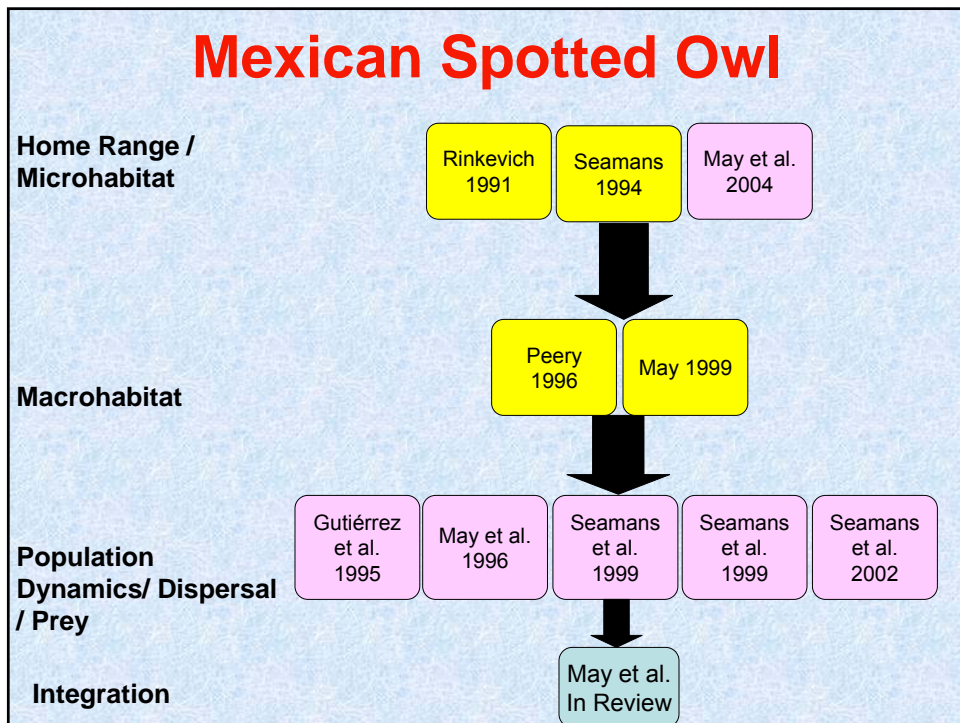 Mexican Spotted Owl
Home Range /
Microhabitat
Rinkevich
1991
Seamans
1994
May et al.
2004
Macrohabitat
Peery
1996
May 1999
Population
Dynamics/ Dispersal
/ Prey
Gutiérrez
et al.
1995
May et al.
1996
Seamans
et al.
1999
Seamans
et al.
1999
Seamans
et al.
2002
Integration
May et al.
In Review